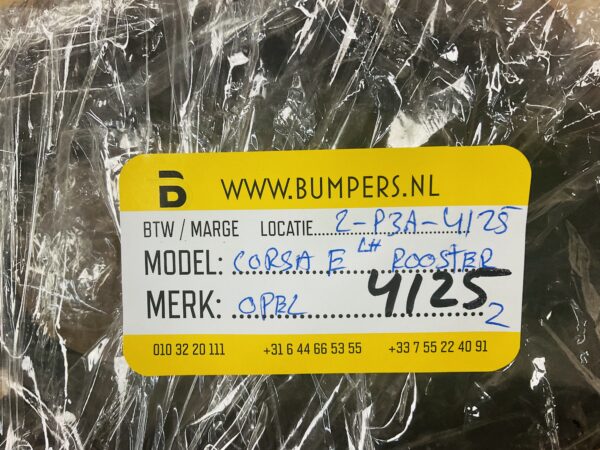 B WWW.BUMPERS.NL
BTW / MARGE LOCATIE 2-P3A-4125
MODEL: CORSA E LH ROOSTER
MERK: OPEL 4125 2
010 32 20 111 +31 6 44 66 53 55 +33 7 55 22 40 91